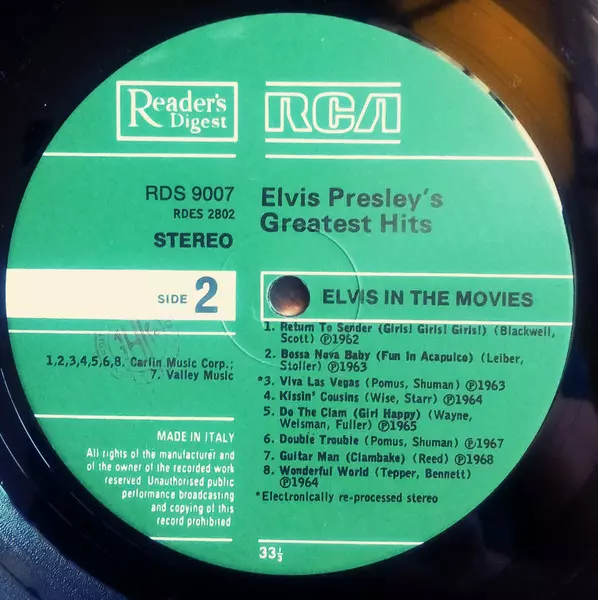 Reader's
Digest
RCA
RDS 9007
RDES 2802
STEREO
Elvis Presley's
Greatest Hits
SIDE 2
ELVIS IN THE MOVIES
1,2,3,4,5,6,8. Carlin Music Corp.;
7. Valley Music
1. Return To Sender (Girls! Girls! Girls!) (Blackwell,
Scott) ℗1962
2. Bossa Nova Baby (Fun In Acapulco) (Leiber,
Stoller) ℗1963
*3. Viva Las Vegas (Pomus, Shuman) ℗1963
4. Kissin' Cousins (Wise, Starr) ℗1964
5. Do The Clam (Girl Happy) (Wayne,
Weisman, Fuller) ℗1965
6. Double Trouble (Pomus, Shuman) ℗1967
7. Guitar Man (Clambake) (Reed) ℗1968
8. Wonderful World (Tepper, Bennett)
℗1964
*Electronically re-processed stereo
MADE IN ITALY
All rights of the manufacturer and
of the owner of the recorded work
reserved. Unauthorised public
performance broadcasting
and copying of this
record prohibited.
33⅓